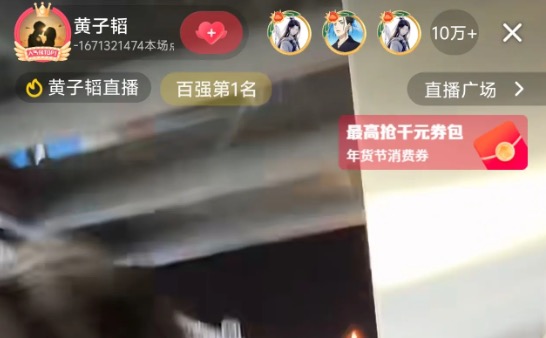 黄子韬
-1671321474本场点
10万+
黄子韬直播
百强第1名
直播广场
最高抢千元券包
年货节消费券